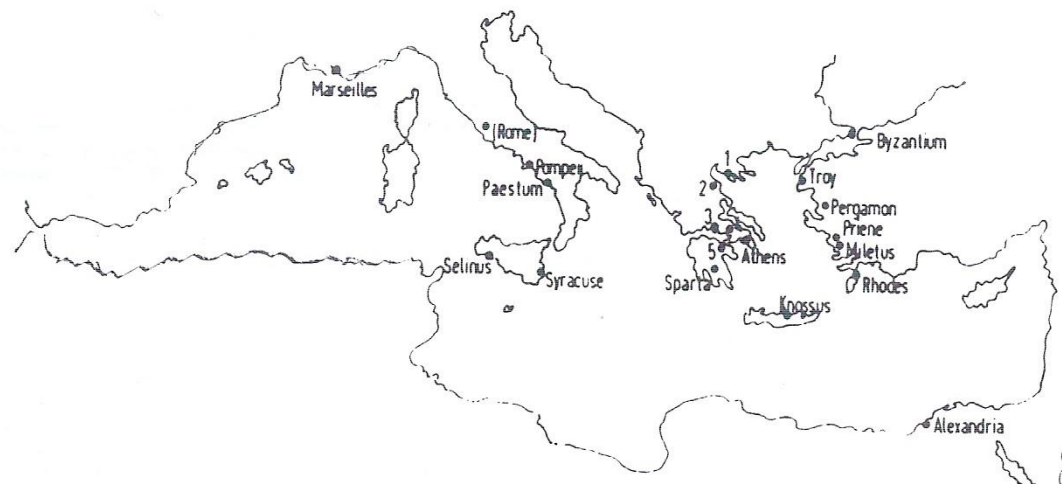 Marseilles
(Rome)
Pompeii
Paestum
Selinus
Syracuse
1
2
3
5
Athens
Sparta
Knossus
Byzantium
Troy
Pergamon
Priene
Miletus
Rhodes
Alexandria